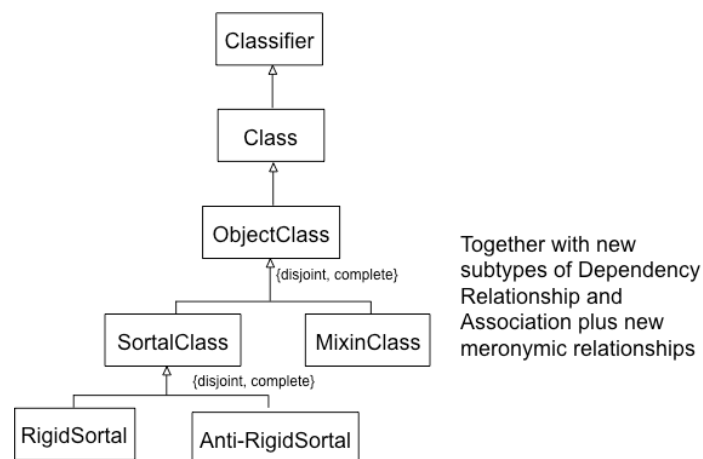 Classifier
Class
ObjectClass
{disjoint, complete}
SortalClass
MixinClass
{disjoint, complete}
RigidSortal
Anti-RigidSortal
Together with new
subtypes of Dependency
Relationship and
Association plus new
meronymic relationships